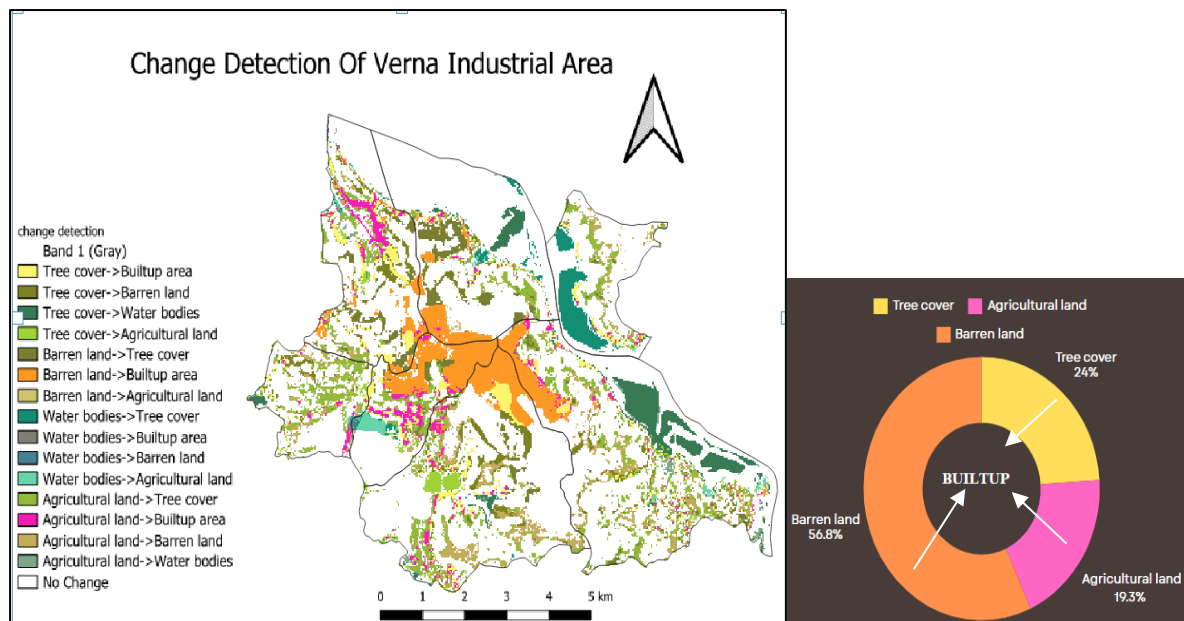 Change Detection Of Verna Industrial Area
change detection
Band 1 (Gray)
Tree cover->Builtup area
Tree cover->Barren land
Tree cover->Water bodies
Tree cover->Agricultural land
Barren land->Tree cover
Barren land->Builtup area
Barren land->Agricultural land
Water bodies->Tree cover
Water bodies->Builtup area
Water bodies->Barren land
Water bodies->Agricultural land
Agricultural land->Tree cover
Agricultural land->Builtup area
Agricultural land->Barren land
Agricultural land->Water bodies
No Change
0 1 2 3 4 5 km
Tree cover Agricultural land
Barren land
Tree cover
24%
BUILTUP
Barren land
56.8%
Agricultural land
19.3%